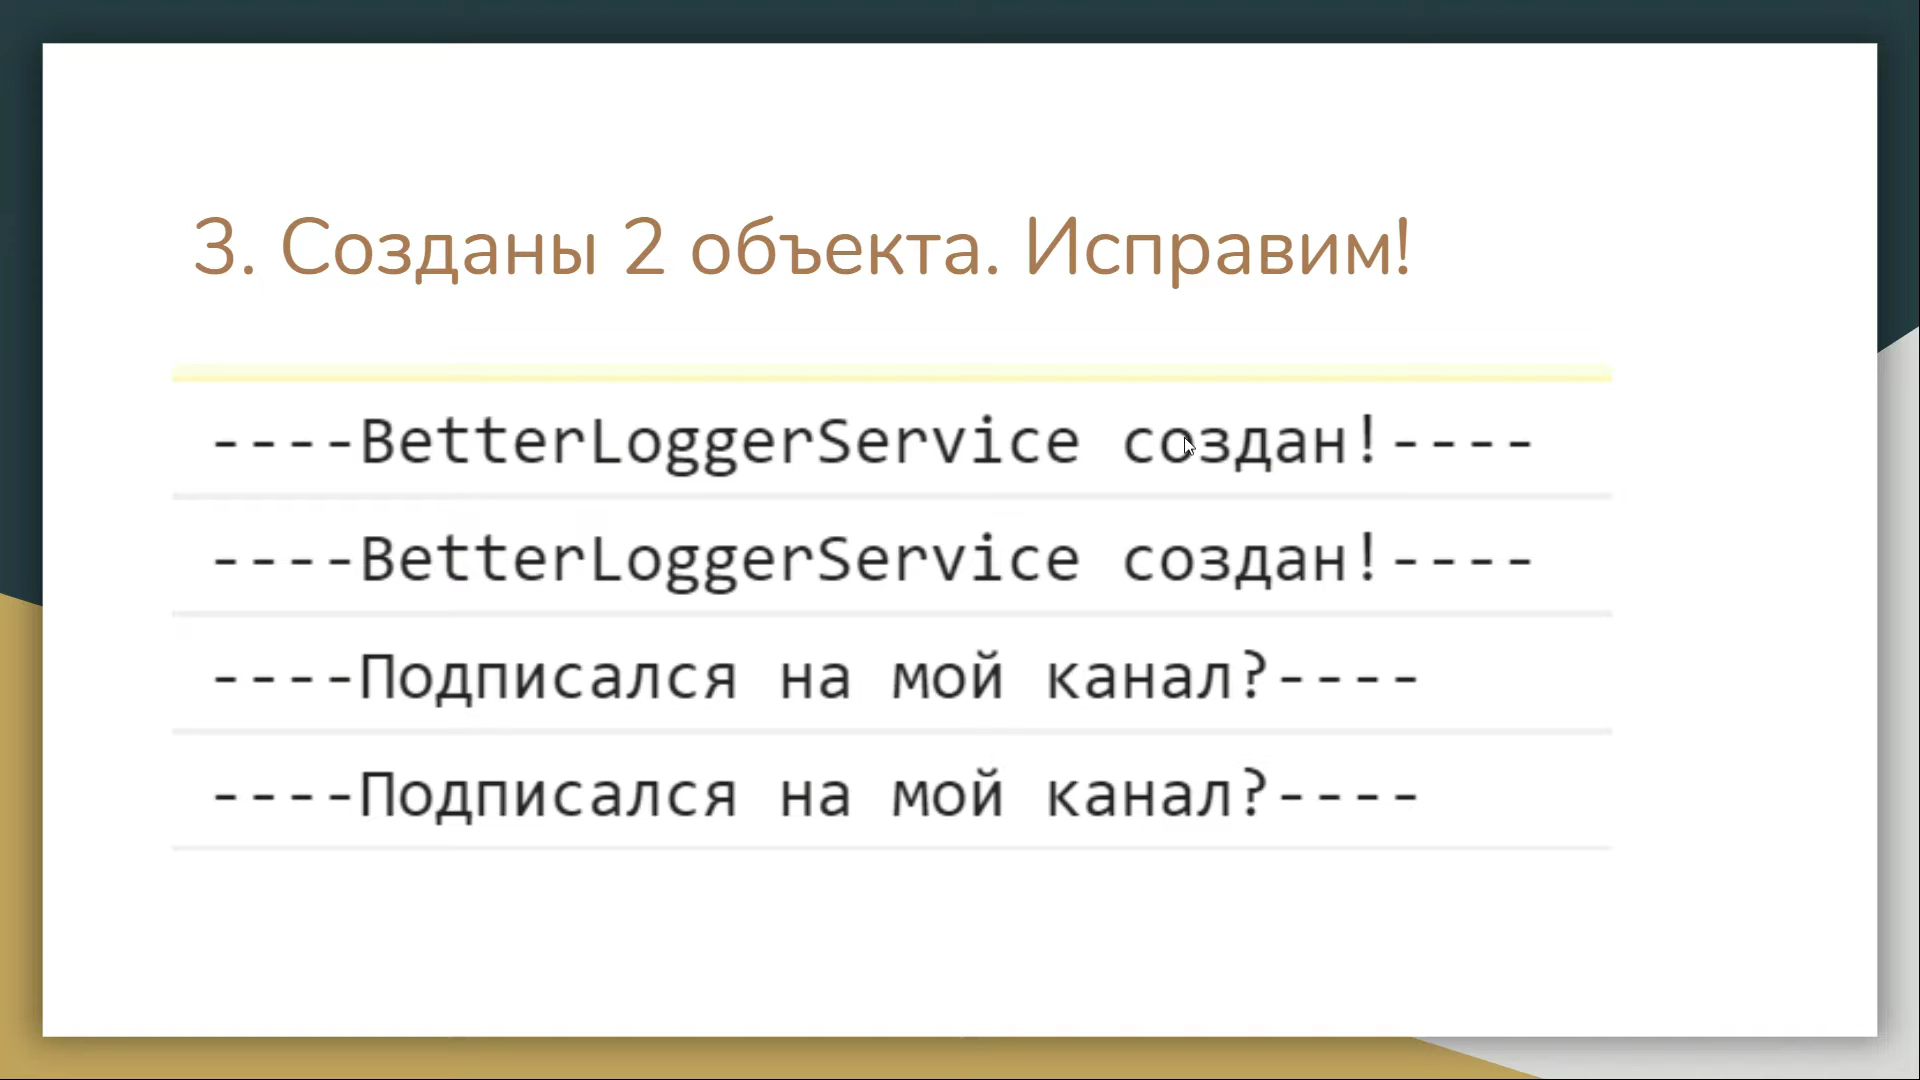 3. Созданы 2 объекта. Исправим!
----BetterLoggerService создан!----
----BetterLoggerService создан!----
----Подписался на мой канал?----
----Подписался на мой канал?----